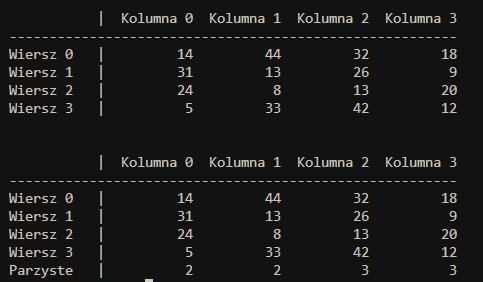 | Kolumna 0 Kolumna 1 Kolumna 2 Kolumna 3
--------------------------------------------------------
Wiersz 0 | 14 44 32 18
Wiersz 1 | 31 13 26 9
Wiersz 2 | 24 8 13 20
Wiersz 3 | 5 33 42 12
| Kolumna 0 Kolumna 1 Kolumna 2 Kolumna 3
--------------------------------------------------------
Wiersz 0 | 14 44 32 18
Wiersz 1 | 31 13 26 9
Wiersz 2 | 24 8 13 20
Wiersz 3 | 5 33 42 12
Parzyste | 2 2 3 3